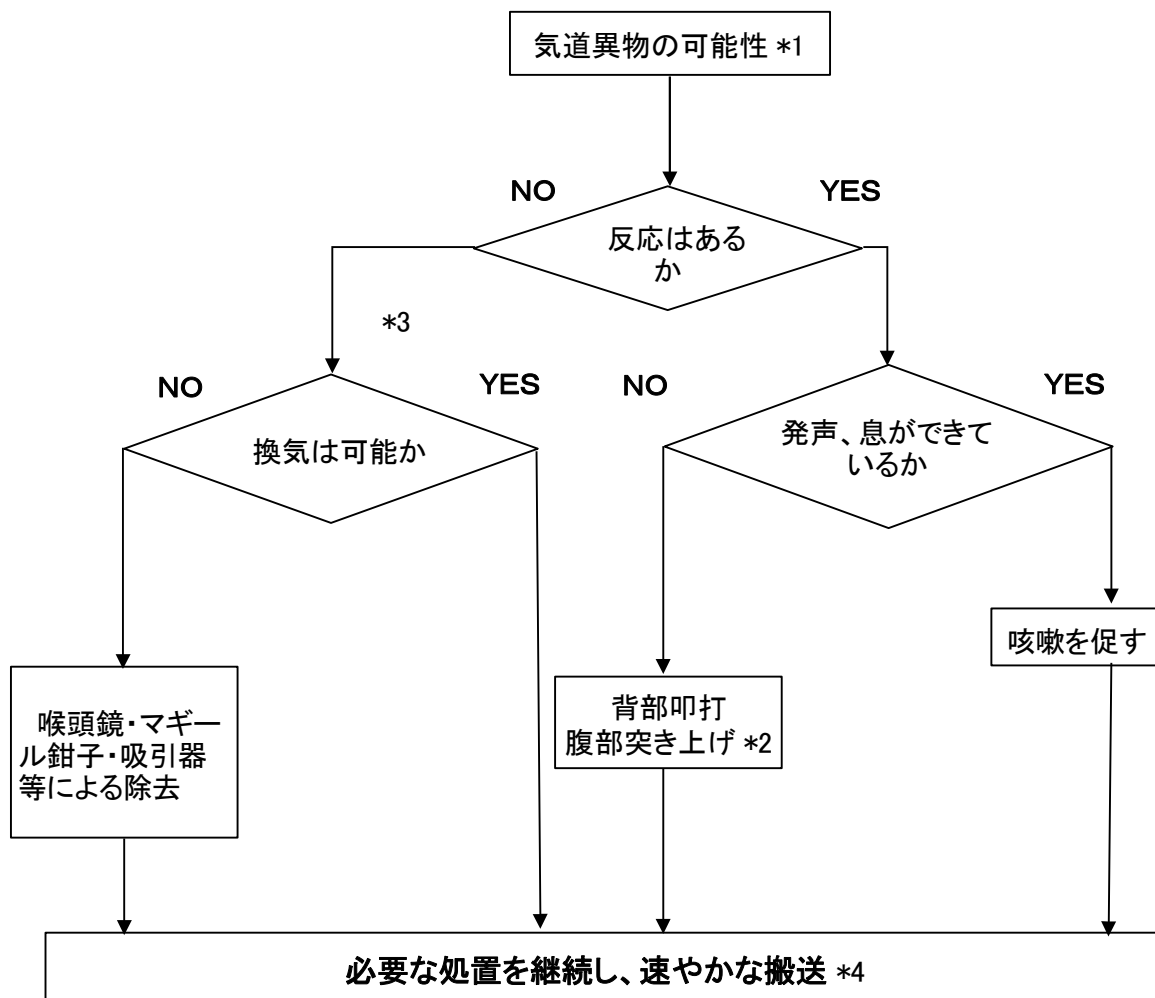 気道異物の可能性 *1
NO
YES
反応はある
か
*3
NO
YES
換気は可能か
NO
YES
発声、息ができて
いるか
喉頭鏡・マギー
ル鉗子・吸引器
等による除去
背部叩打
腹部突き上げ *2
咳嗽を促す
必要な処置を継続し、速やかな搬送 *4